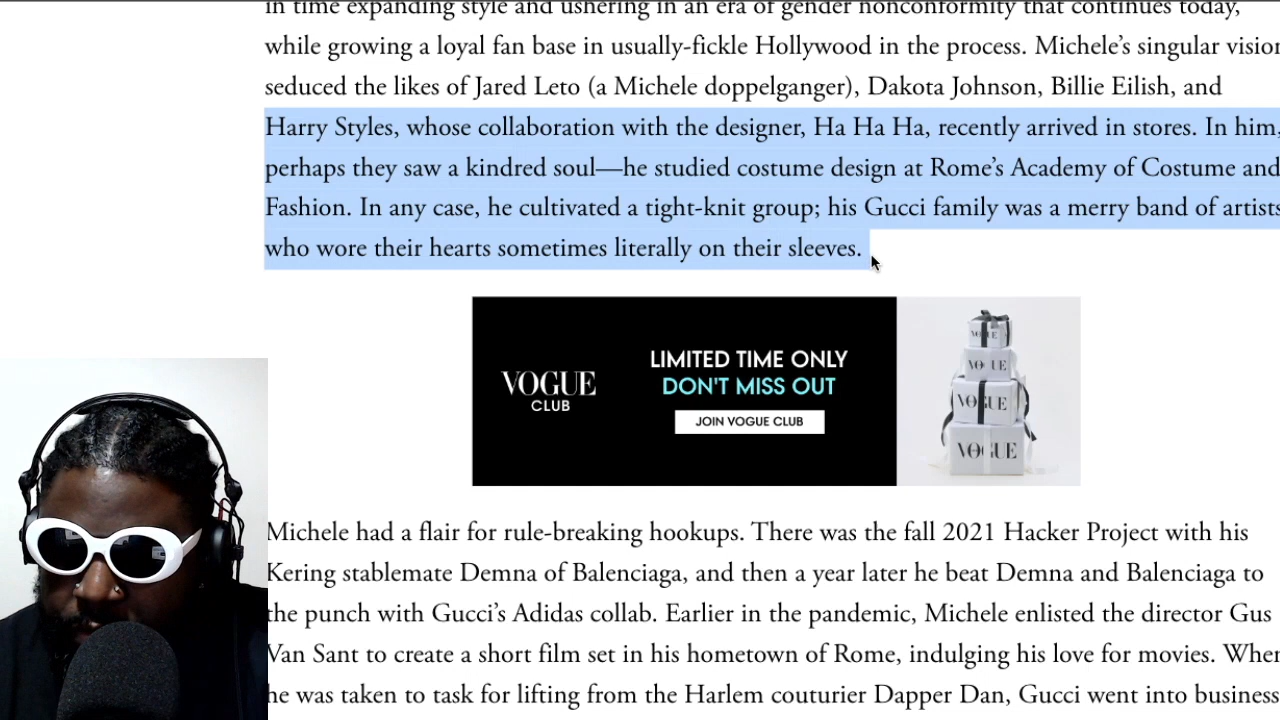 in time expanding style and ushering in an era of gender nonconformity that continues today,
while growing a loyal fan base in usually-fickle Hollywood in the process. Michele’s singular vision
seduced the likes of Jared Leto (a Michele doppelganger), Dakota Johnson, Billie Eilish, and
Harry Styles, whose collaboration with the designer, Ha Ha Ha, recently arrived in stores. In him,
perhaps they saw a kindred soul—he studied costume design at Rome’s Academy of Costume and
Fashion. In any case, he cultivated a tight-knit group; his Gucci family was a merry band of artists
who wore their hearts sometimes literally on their sleeves.
VOGUE
CLUB
LIMITED TIME ONLY
DON'T MISS OUT
JOIN VOGUE CLUB
VOGUE
VOGUE
VOGUE
VOGUE
Michele had a flair for rule-breaking hookups. There was the fall 2021 Hacker Project with his
Kering stablemate Demna of Balenciaga, and then a year later he beat Demna and Balenciaga to
the punch with Gucci’s Adidas collab. Earlier in the pandemic, Michele enlisted the director Gus
Van Sant to create a short film set in his hometown of Rome, indulging his love for movies. When
he was taken to task for lifting from the Harlem couturier Dapper Dan, Gucci went into business